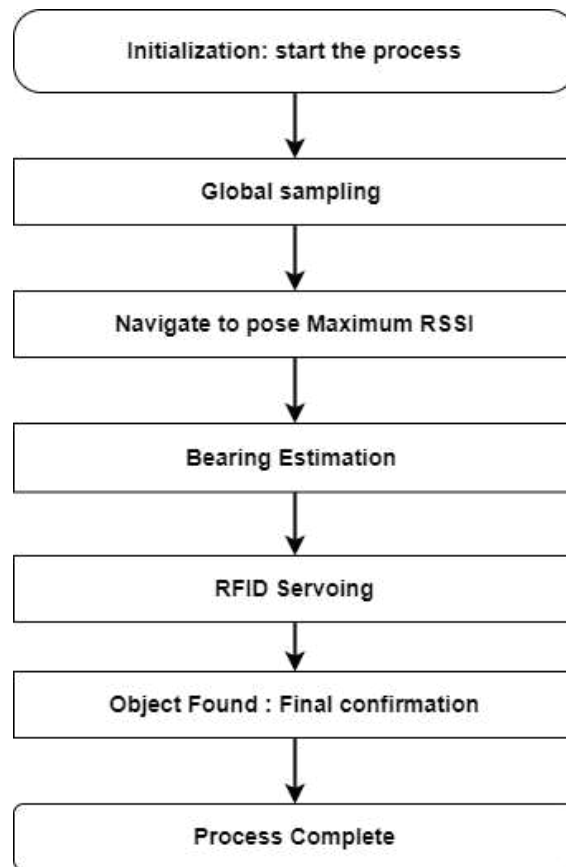 Initialization: start the process
Global sampling
Navigate to pose Maximum RSSI
Bearing Estimation
RFID Servoing
Object Found : Final confirmation
Process Complete